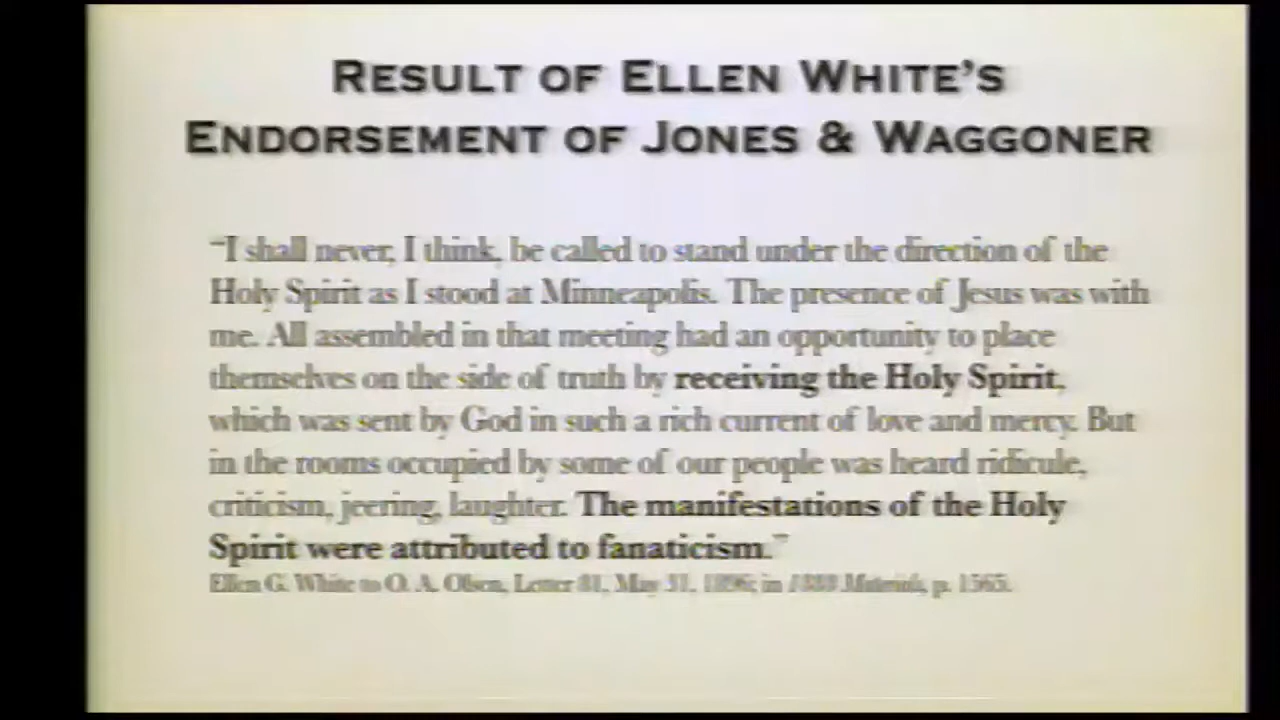 RESULT OF ELLEN WHITE'S
ENDORSEMENT OF JONES & WAGGONER
"I shall never, I think, be called to stand under the direction of the
Holy Spirit as I stood at Minneapolis. The presence of Jesus was with
me. All assembled in that meeting had an opportunity to place
themselves on the side of truth by receiving the Holy Spirit,
which was sent by God in such a rich current of love and mercy. But
in the rooms occupied by some of our people was heard ridicule,
criticism, jeering, laughter. The manifestations of the Holy
Spirit were attributed to fanaticism."
Ellen G. White to O. A. Olsen, Letter 81, May 31, 1896; in 1888 Materials, p. 1565.